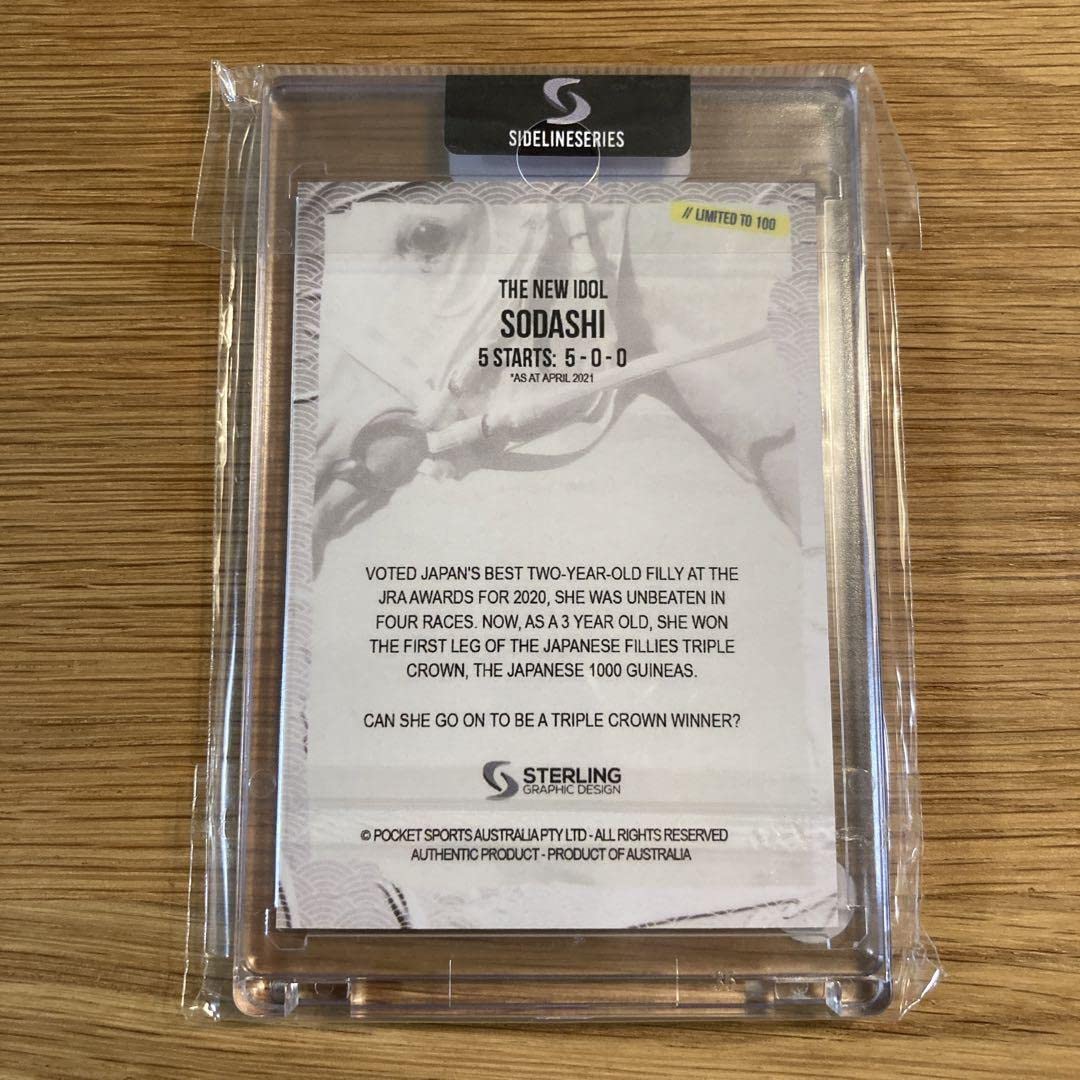 SIDELINESERIES
// LIMITED TO 100
THE NEW IDOL
SODASHI
5 STARTS: 5 - 0 - 0
*AS AT APRIL 2021
VOTED JAPAN'S BEST TWO-YEAR-OLD FILLY AT THE
JRA AWARDS FOR 2020, SHE WAS UNBEATEN IN
FOUR RACES. NOW, AS A 3 YEAR OLD, SHE WON
THE FIRST LEG OF THE JAPANESE FILLIES TRIPLE
CROWN, THE JAPANESE 1000 GUINEAS.
CAN SHE GO ON TO BE A TRIPLE CROWN WINNER?
STERLING
GRAPHIC DESIGN
© POCKET SPORTS AUSTRALIA PTY LTD - ALL RIGHTS RESERVED
AUTHENTIC PRODUCT - PRODUCT OF AUSTRALIA